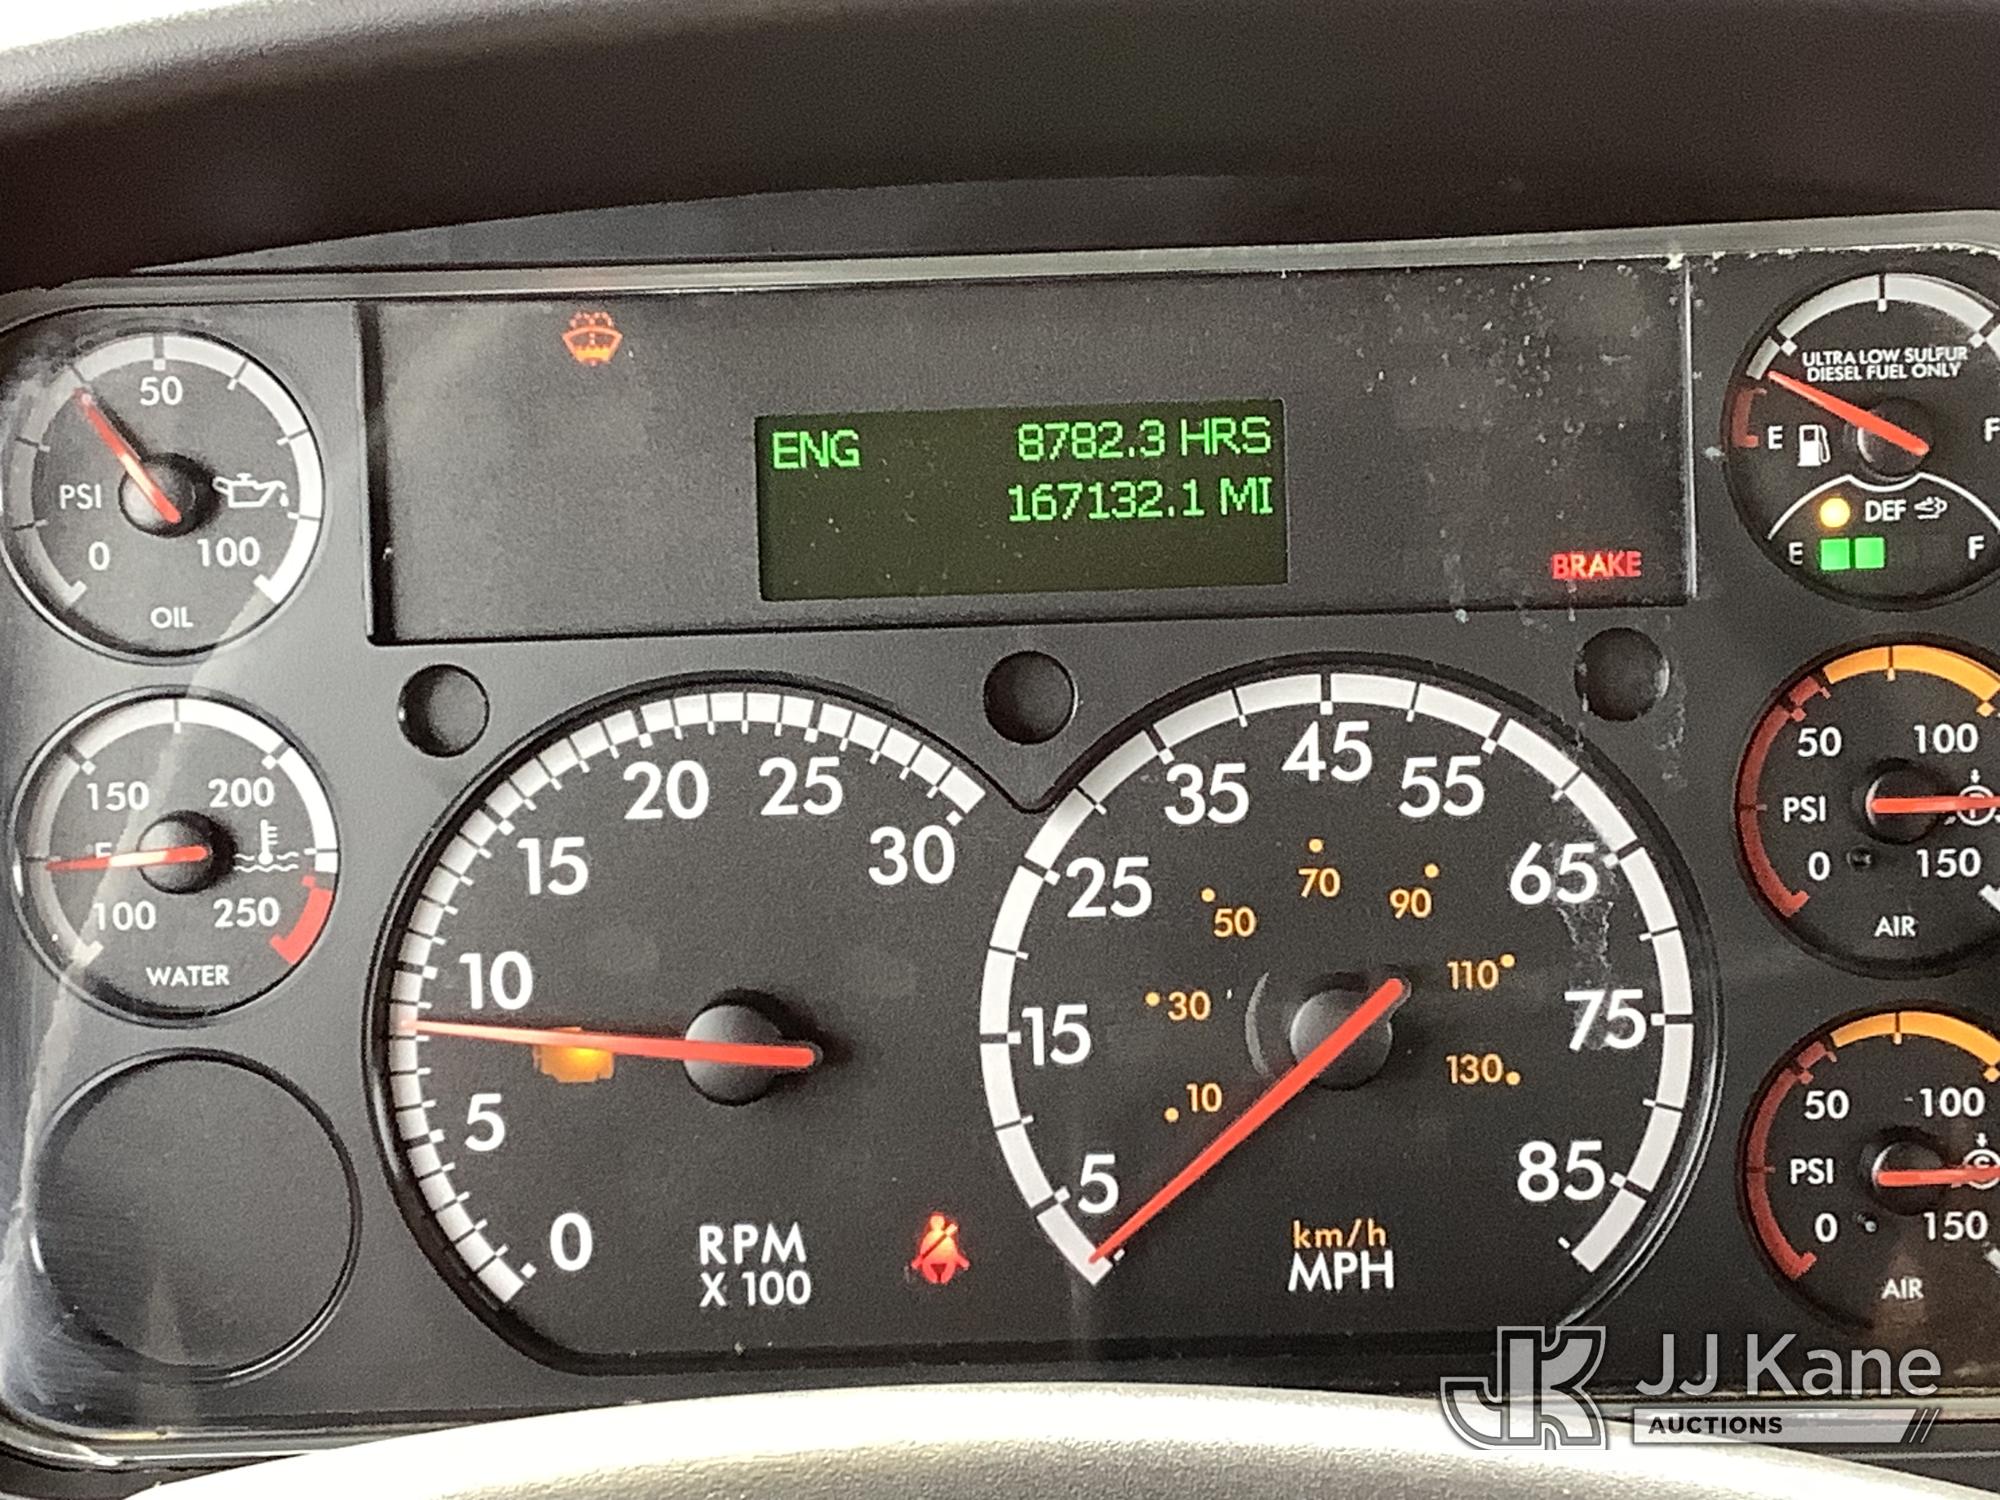 50
PSI
0
100
OIL
150
200
F
100
250
WATER
ENG 8782.3 HRS
167132.1 MI
BRAKE
ULTRA LOW SULFUR
DIESEL FUEL ONLY
E
F
DEF
E
F
0
5
10
15
20
25
30
RPM
X 100
5
15
25
35
45
55
65
75
85
10
30
50
70
90
110
130
km/h
MPH
50
100
PSI
0
150
AIR
50
100
PSI
0
150
AIR
JK JJ Kane
AUCTIONS